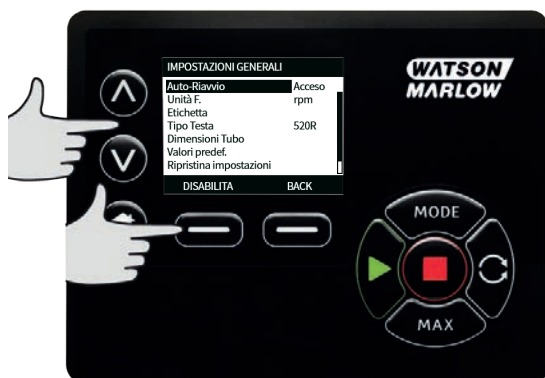 IMPOSTAZIONI GENERALI
Auto-Riavvio Acceso
Unità F. rpm
Etichetta
Tipo Testa 520R
Dimensioni Tubo
Valori predef.
Ripristina impostazioni
DISABILITA BACK
WATSON
MARLOW
MODE
MAX